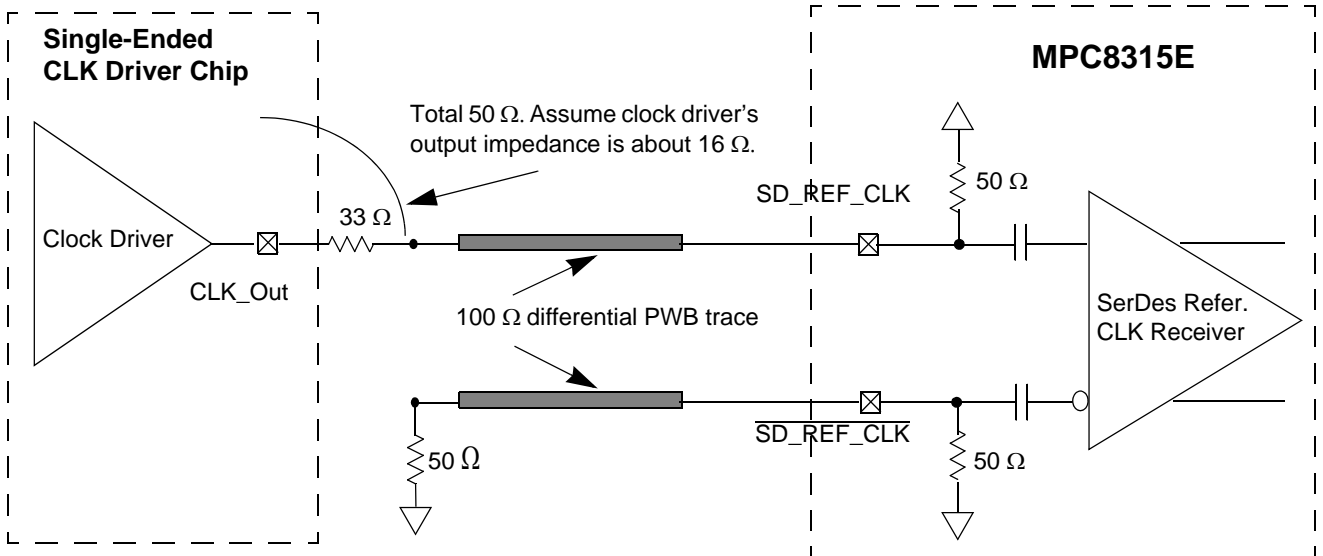 Single-Ended
CLK Driver Chip
MPC8315E
Total 50 Ω. Assume clock driver's
output impedance is about 16 Ω.
SD_REF_CLK
50 Ω
33 Ω
Clock Driver
CLK_Out
100 Ω differential PWB trace
SerDes Refer.
CLK Receiver
SD_REF_CLK
50 Ω
50 Ω